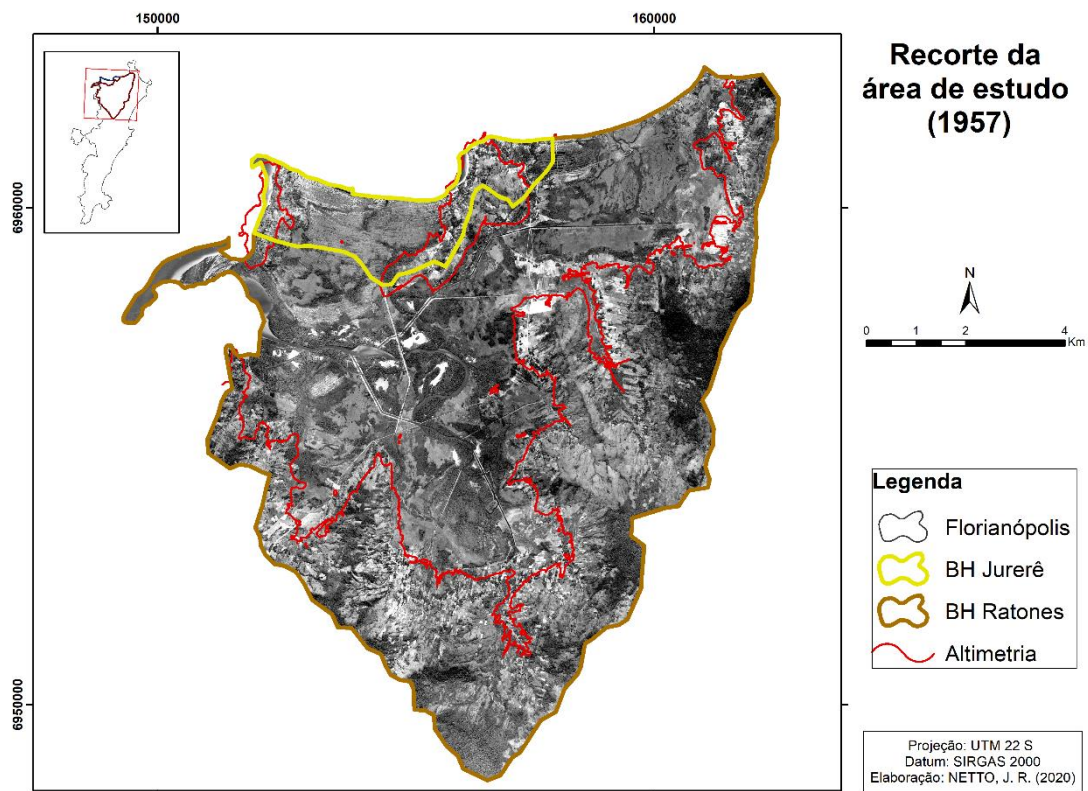 150000
160000
Recorte da
área de estudo
(1957)
6960000
N
0 1 2 4
Km
Legenda
Florianópolis
BH Jurerê
BH Ratones
Altimetria
6950000
Projeção: UTM 22 S
Datum: SIRGAS 2000
Elaboração: NETTO, J. R. (2020)